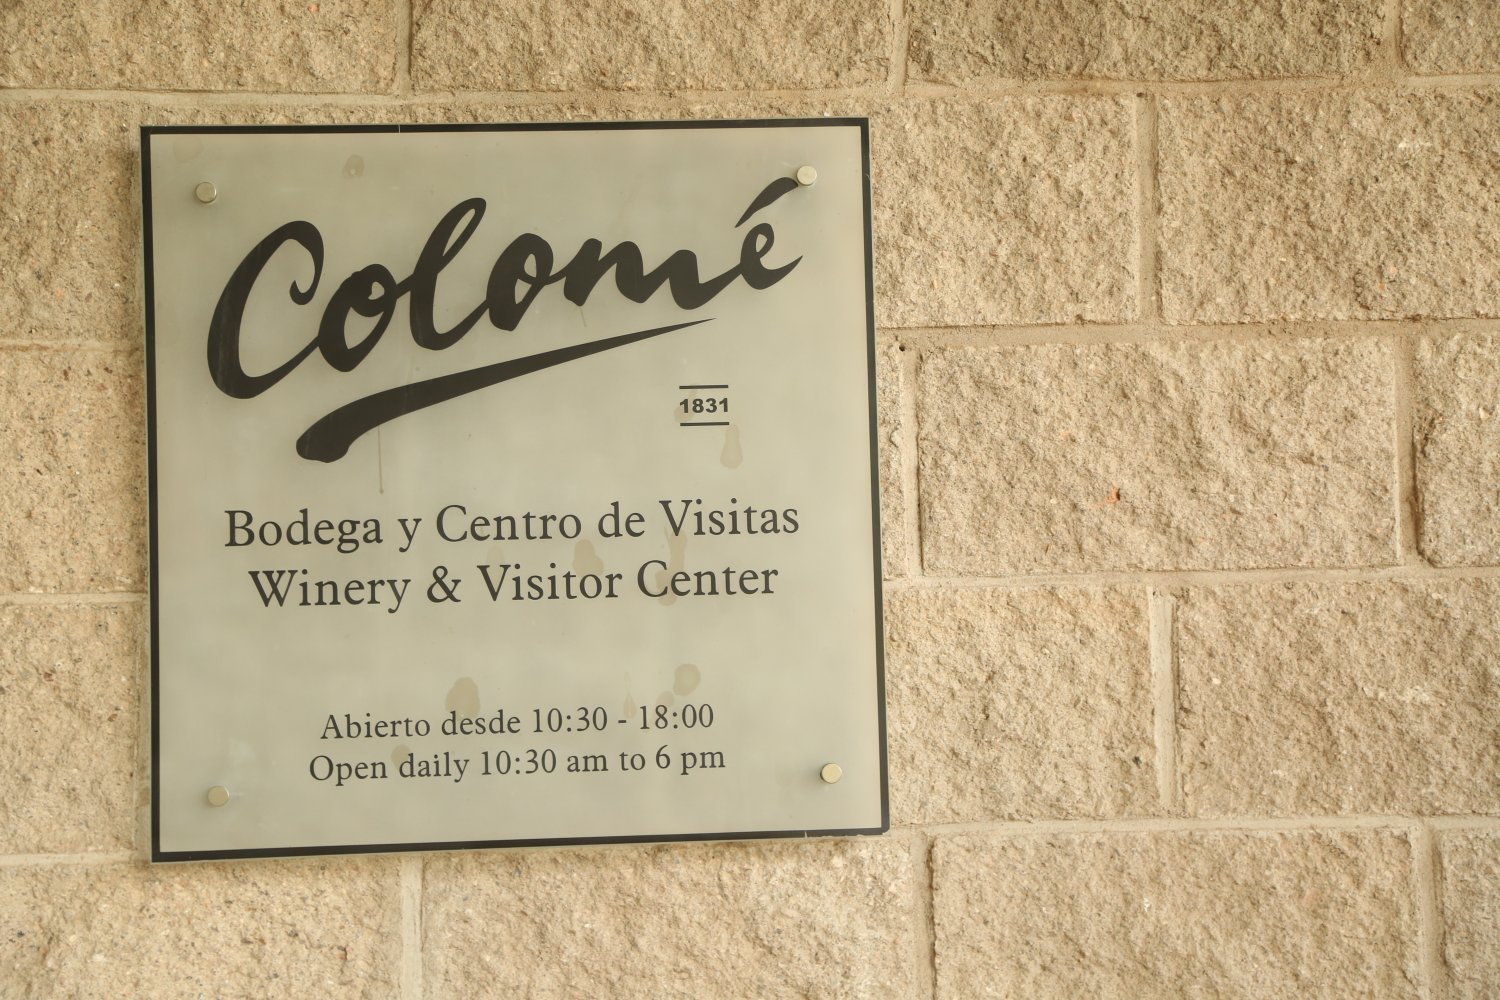 Colomé
1831
Bodega y Centro de Visitas
Winery & Visitor Center
Abierto desde 10:30 - 18:00
Open daily 10:30 am to 6 pm